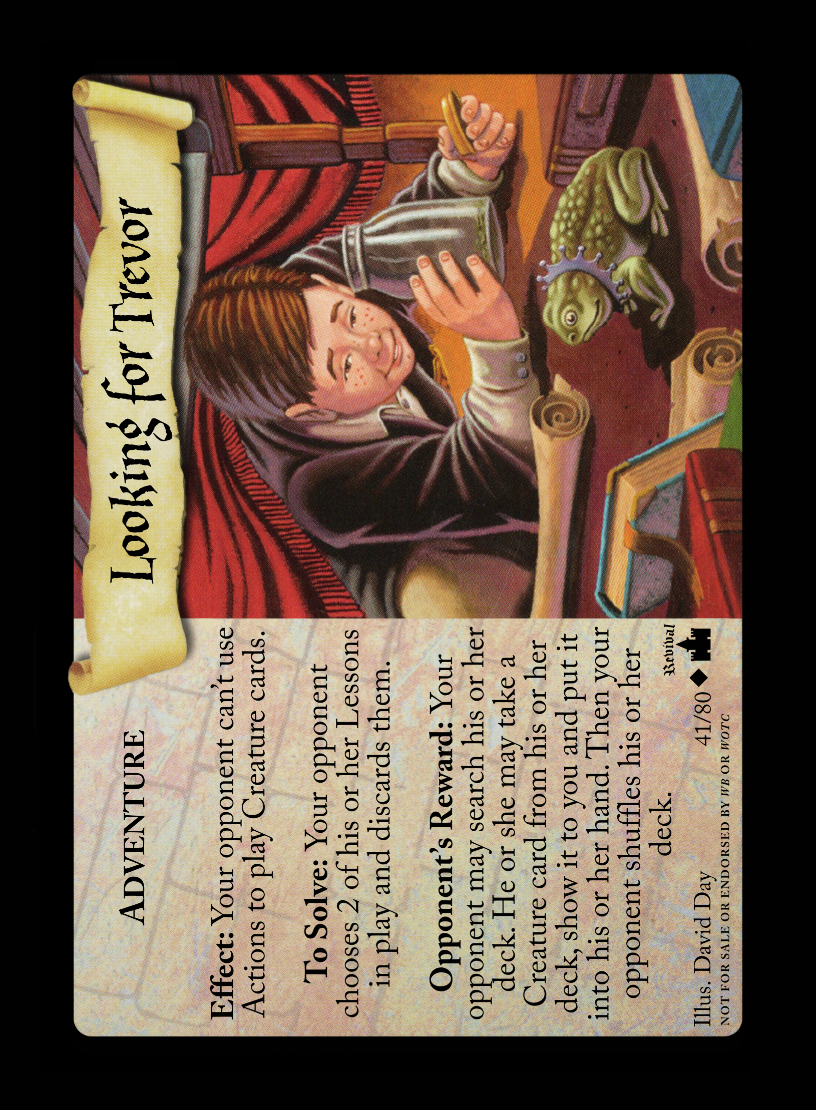 Looking for Trevor
ADVENTURE
Effect: Your opponent can't use
Actions to play Creature cards.
To Solve: Your opponent
chooses 2 of his or her Lessons
in play and discards them.
Opponent's Reward: Your
opponent may search his or her
deck. He or she may take a
Creature card from his or her
deck, show it to you and put it
into his or her hand. Then your
opponent shuffles his or her
deck.
Revival
Illus. David Day 41/80
NOT FOR SALE OR ENDORSED BY WB OR WOTC